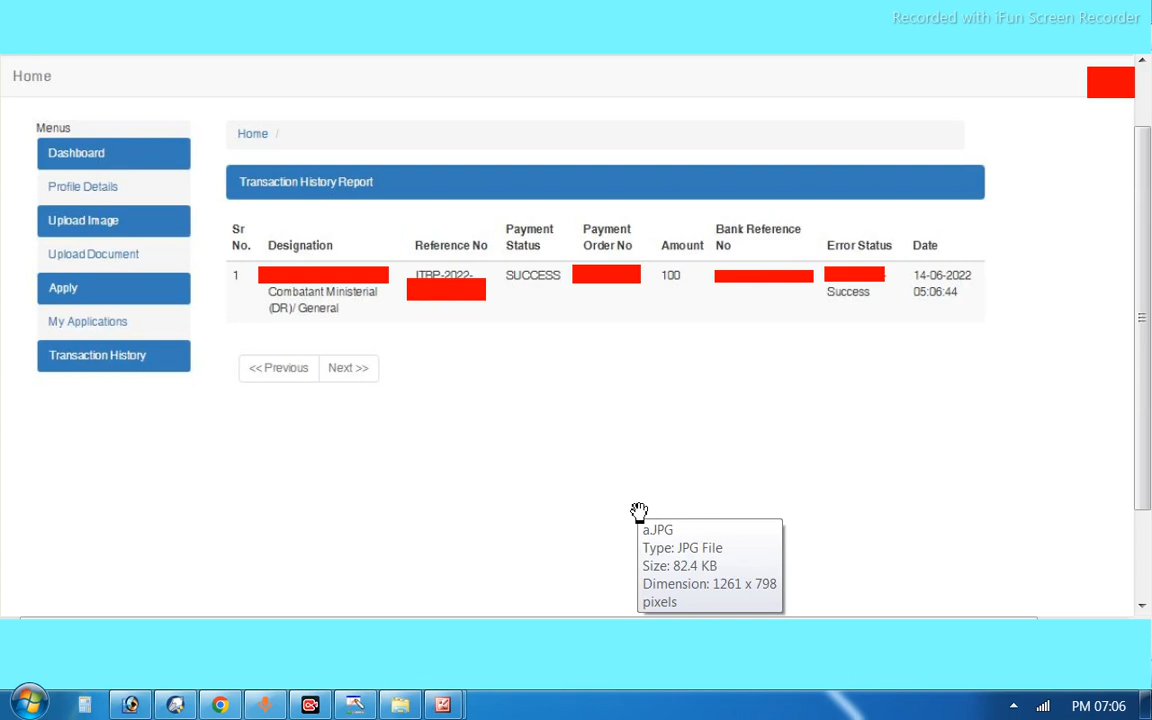 Recorded with iFun Screen Recorder
Home
Menus
Dashboard
Profile Details
Upload Image
Upload Document
Apply
My Applications
Transaction History
Home /
Transaction History Report
Sr No. Designation Reference No Payment Status Payment Order No Amount Bank Reference No Error Status Date
1 ITBP-2022- SUCCESS 100 14-06-2022
Combatant Ministerial Success 05:06:44
(DR)/ General
<< Previous Next >>
a.JPG
Type: JPG File
Size: 82.4 KB
Dimension: 1261 x 798
pixels
PM 07:06